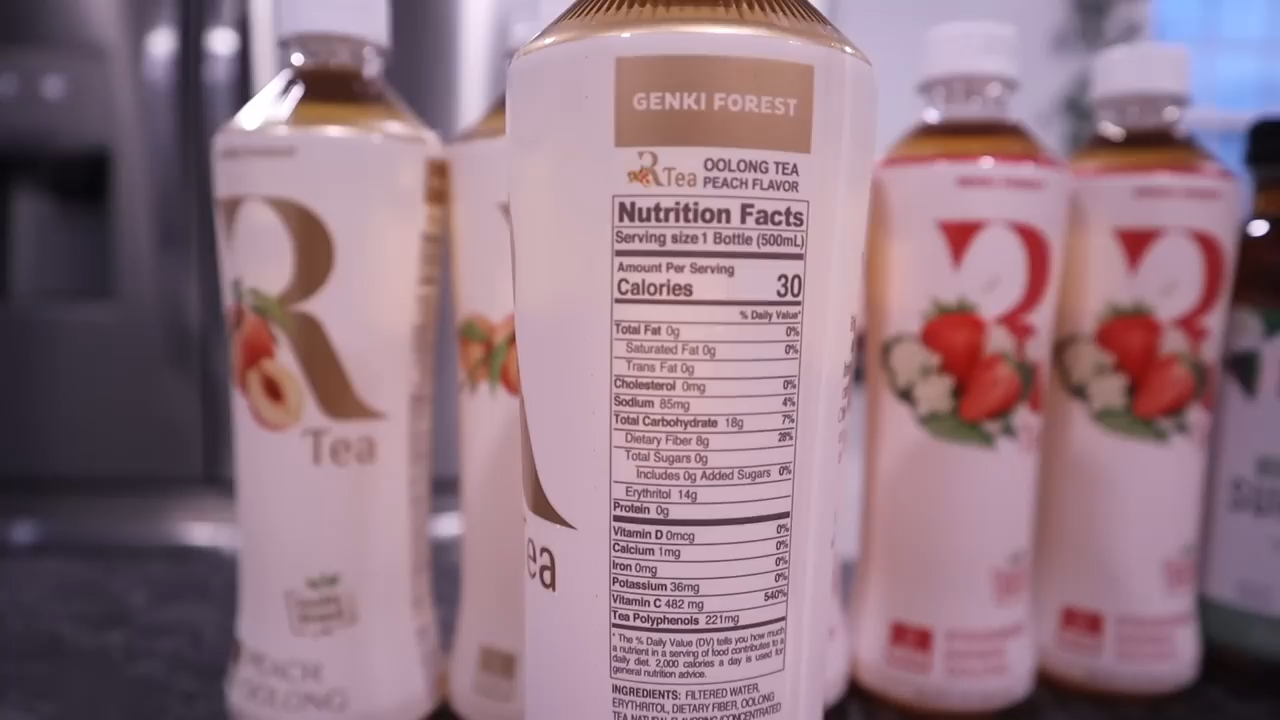 GENKI FOREST
R Tea
OOLONG TEA
PEACH FLAVOR
Nutrition Facts
Serving size 1 Bottle (500mL)
Amount Per Serving
Calories 30
% Daily Value*
Total Fat 0g 0%
Saturated Fat 0g 0%
Trans Fat 0g
Cholesterol 0mg 0%
Sodium 85mg 4%
Total Carbohydrate 18g 7%
Dietary Fiber 8g 28%
Total Sugars 0g
Includes 0g Added Sugars 0%
Erythritol 14g
Protein 0g
Vitamin D 0mcg 0%
Calcium 1mg 0%
Iron 0mg 0%
Potassium 36mg 0%
Vitamin C 482 mg 540%
Tea Polyphenols 221mg
* The % Daily Value (DV) tells you how much
a nutrient in a serving of food contributes to a
daily diet. 2,000 calories a day is used for
general nutrition advice.
INGREDIENTS: FILTERED WATER,
ERYTHRITOL, DIETARY FIBER, OOLONG
TEA NATURAL FLAVORING (CONCENTRATED
ea
R
Tea
PEACH
OOLONG
R
R